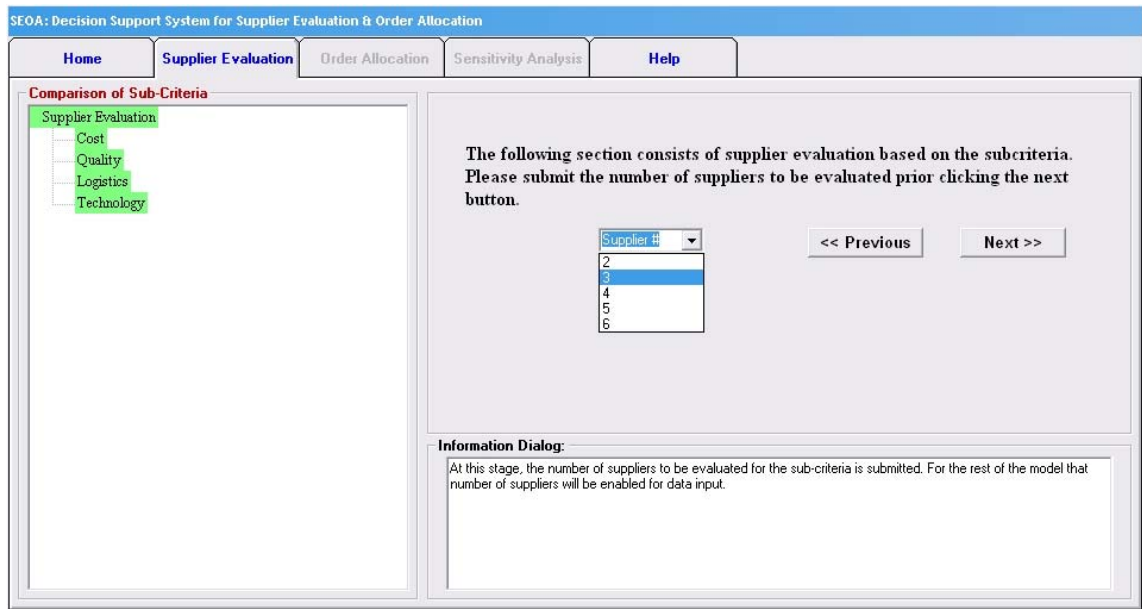 SEOA: Decision Support System for Supplier Evaluation & Order Allocation
Home
Supplier Evaluation
Order Allocation
Sensitivity Analysis
Help
Comparison of Sub-Criteria
Supplier Evaluation
Cost
Quality
Logistics
Technology
The following section consists of supplier evaluation based on the subcriteria.
Please submit the number of suppliers to be evaluated prior clicking the next
button.
Supplier #
<< Previous
Next >>
2
3
4
5
6
Information Dialog:
At this stage, the number of suppliers to be evaluated for the sub-criteria is submitted. For the rest of the model that
number of suppliers will be enabled for data input.